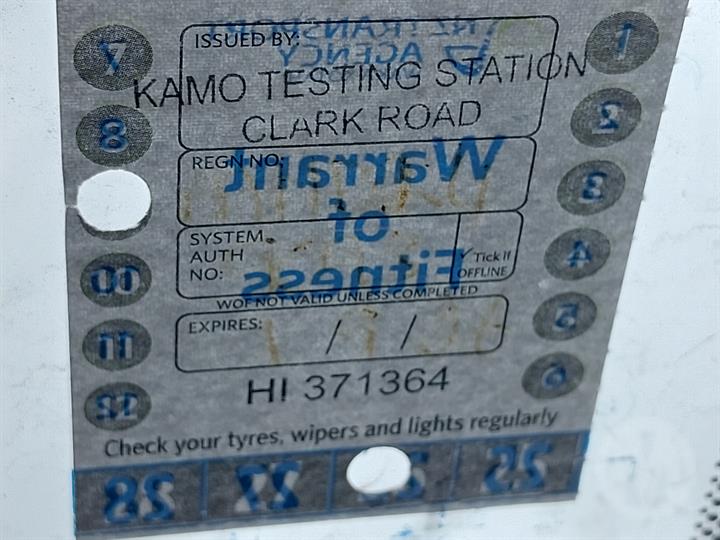 NZ TRANSPORT
AGENCY
ISSUED BY:
KAMO TESTING STATION
CLARK ROAD
REGN NO:
Warrant
of
Fitness
SYSTEM
AUTH
NO:
Tick If
OFFLINE
WOF NOT VALID UNLESS COMPLETED
EXPIRES: / /
HI 371364
Check your tyres, wipers and lights regularly
7 1
8 2
3
10 4
11 5
12 6
28 27 25